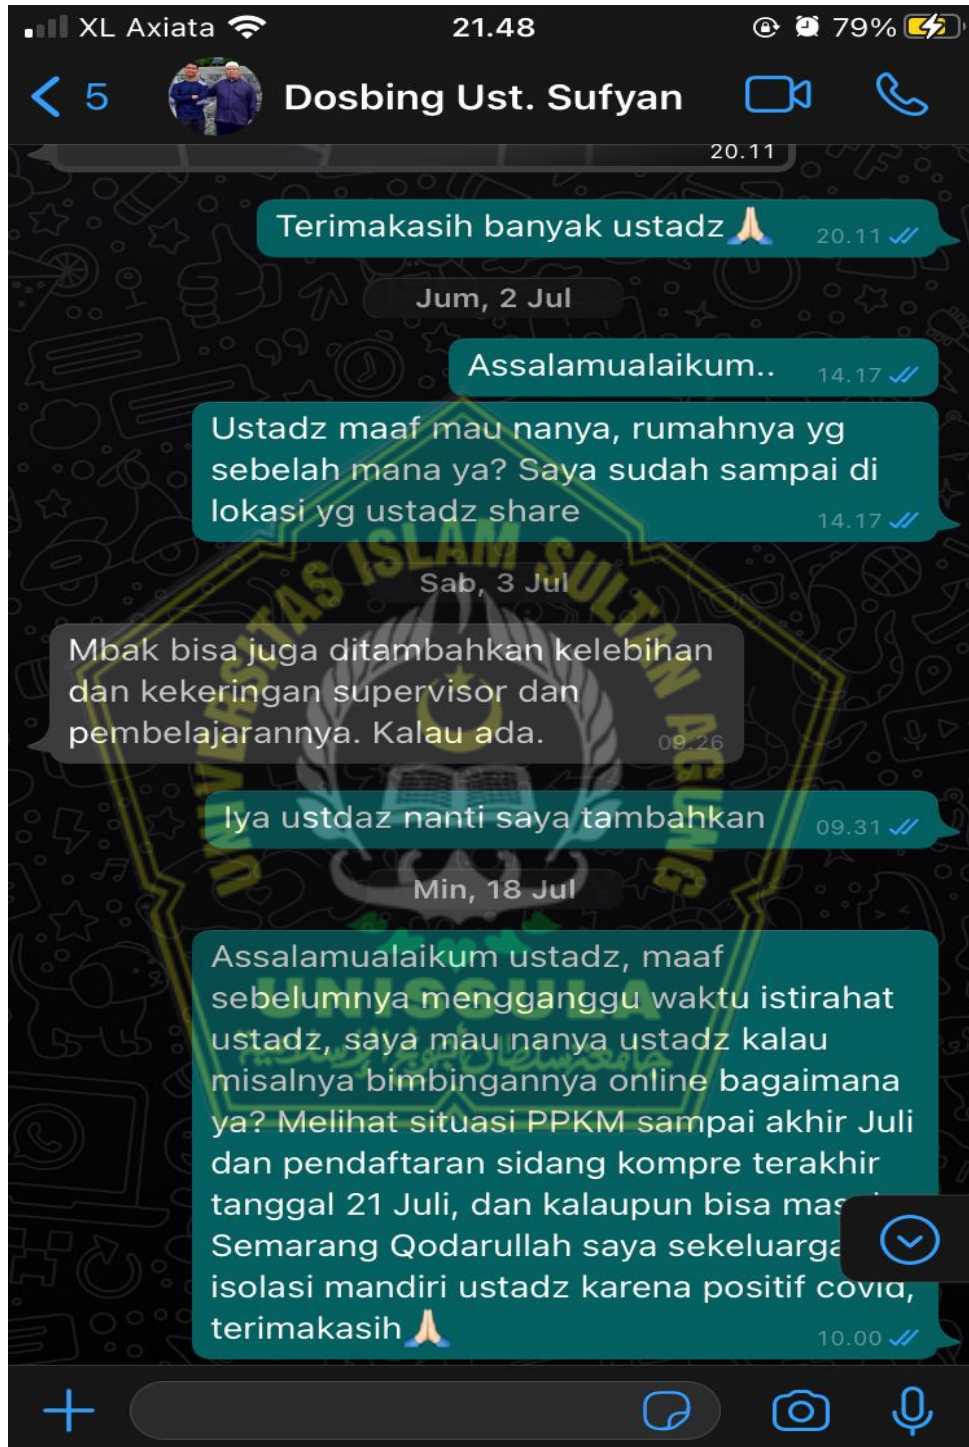 XL Axiata 21.48 79%
5 Dosbing Ust. Sufyan
20.11
Terimakasih banyak ustadz🙏🏻 20.11
Jum, 2 Jul
Assalamualaikum.. 14.17
Ustadz maaf mau nanya, rumahnya yg
sebelah mana ya? Saya sudah sampai di
lokasi yg ustadz share 14.17
Sab, 3 Jul
Mbak bisa juga ditambahkan kelebihan
dan kekeringan supervisor dan
pembelajarannya. Kalau ada. 09.26
Iya ustdaz nanti saya tambahkan 09.31
Min, 18 Jul
Assalamualaikum ustadz, maaf
sebelumnya mengganggu waktu istirahat
ustadz, saya mau nanya ustadz kalau
misalnya bimbingannya online bagaimana
ya? Melihat situasi PPKM sampai akhir Juli
dan pendaftaran sidang kompre terakhir
tanggal 21 Juli, dan kalaupun bisa
Semarang Qodarullah saya sekeluarga
isolasi mandiri ustadz karena positif covid,
terimakasih🙏🏻 10.00
UNIVERSITAS ISLAM SULTAN AGUNG
UNISSULA
جامعة سلطان أجونج الإسلامية